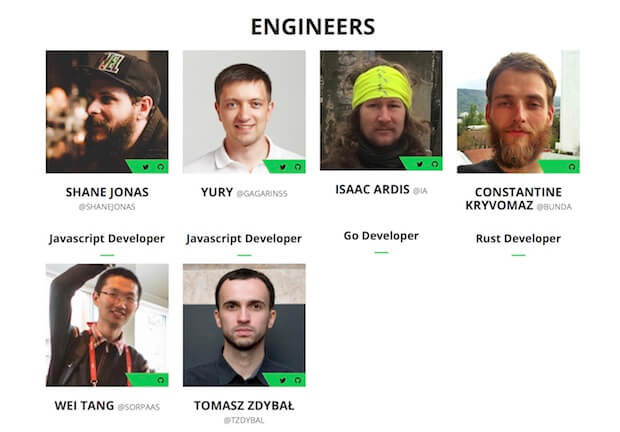 ENGINEERS
SHANE JONAS
@SHANEJONAS
YURY @GAGARIN55
ISAAC ARDIS @IA
CONSTANTINE
KRYVOMAZ @BUNDA
Javascript Developer
Javascript Developer
Go Developer
Rust Developer
WEI TANG @SORPAAS
TOMASZ ZDYBAŁ
@TZDYBAL